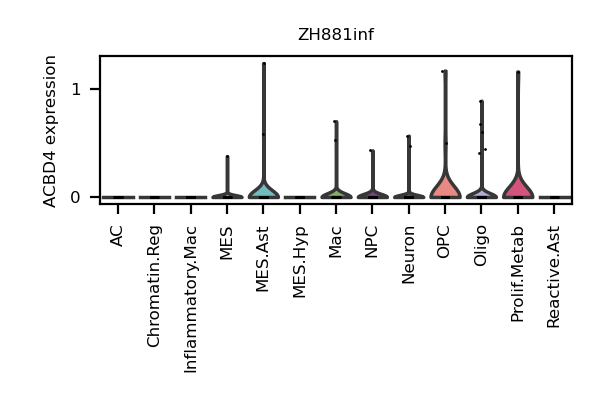 ZH881inf
ACBD4 expression
1
0
AC
Chromatin.Reg
Inflammatory.Mac
MES
MES.Ast
MES.Hyp
Mac
NPC
Neuron
OPC
Oligo
Prolif.Metab
Reactive.Ast